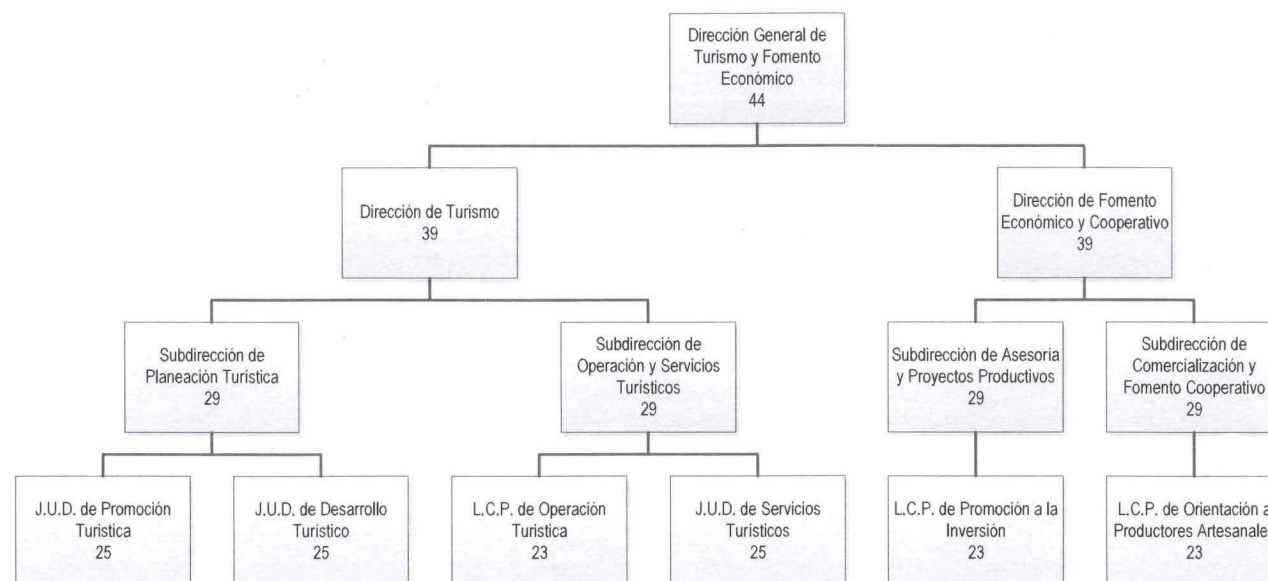 Dirección General de
Turismo y Fomento
Económico
44
Dirección de Turismo
39
Dirección de Fomento
Económico y Cooperativo
39
Subdirección de
Planeación Turística
29
Subdirección de
Operación y Servicios
Turísticos
29
Subdirección de Asesoría
y Proyectos Productivos
29
Subdirección de
Comercialización y
Fomento Cooperativo
29
J.U.D. de Promoción
Turistica
25
J.U.D. de Desarrollo
Turístico
25
L.C.P. de Operación
Turistica
23
J.U.D. de Servicios
Turísticos
25
L.C.P. de Promoción a la
Inversión
23
L.C.P. de Orientación a
Productores Artesanale
23